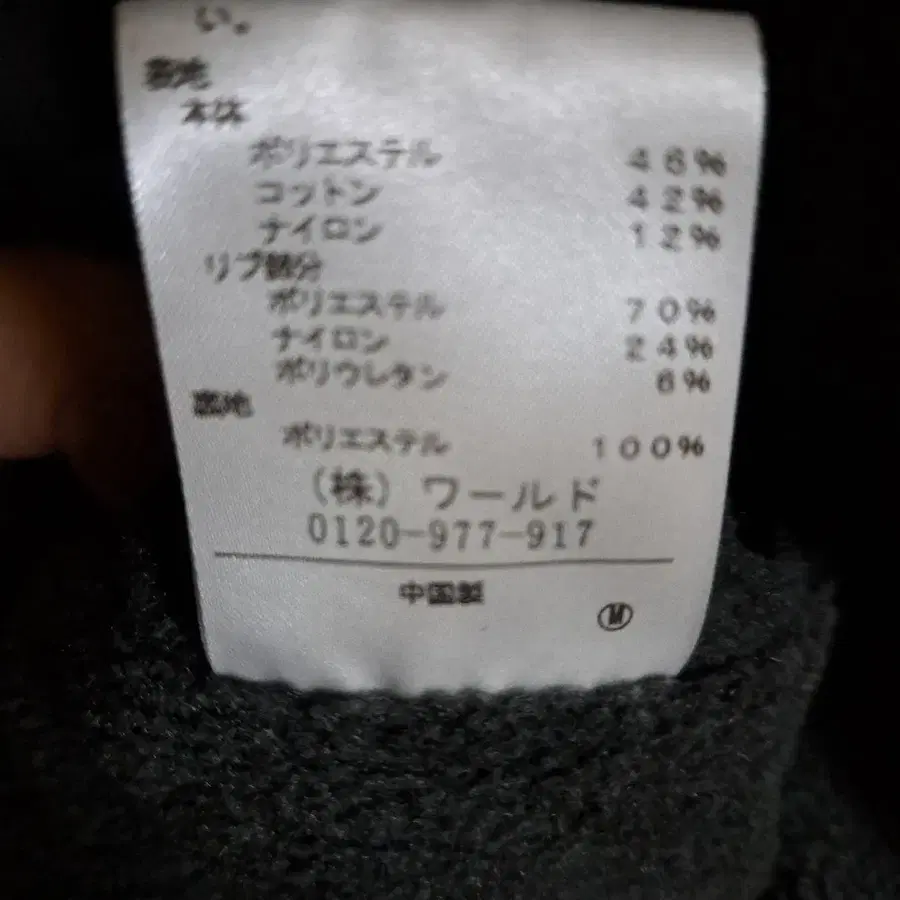 い。
表地
本体
ポリエステル 46%
コットン 42%
ナイロン 12%
リブ部分
ポリエステル 70%
ナイロン 24%
ポリウレタン 6%
裏地
ポリエステル 100%
(株) ワールド
0120-977-917
中国製
Ⓜ